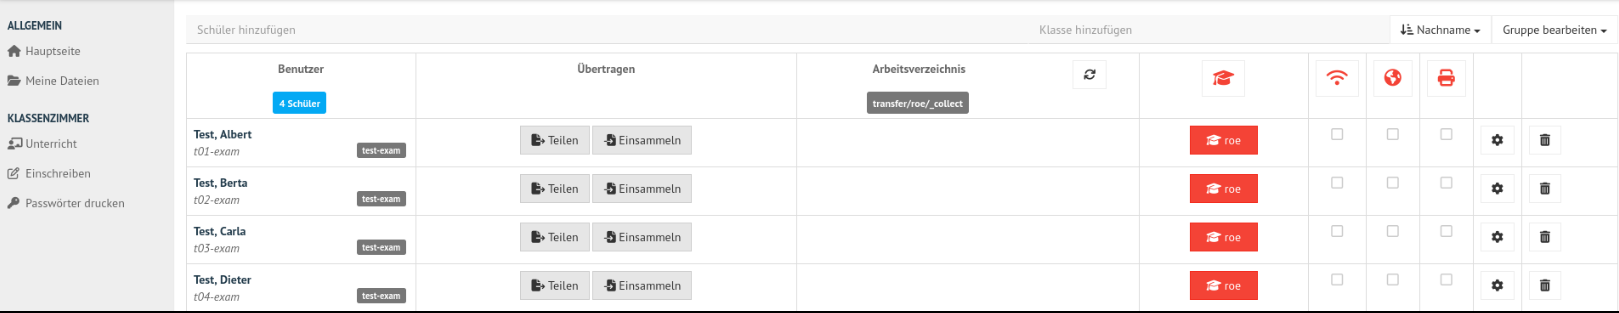 ALLGEMEIN
Hauptseite
Meine Dateien
KLASSENZIMMER
Unterricht
Einschreiben
Passwörter drucken
Schüler hinzufügen Klasse hinzufügen Nachname Gruppe bearbeiten
Benutzer Übertragen Arbeitsverzeichnis
4 Schüler transfer/roe/_collect
Test, Albert Teilen Einsammeln roe
t01-exam test-exam
Test, Berta Teilen Einsammeln roe
t02-exam test-exam
Test, Carla Teilen Einsammeln roe
t03-exam test-exam
Test, Dieter Teilen Einsammeln roe
t04-exam test-exam